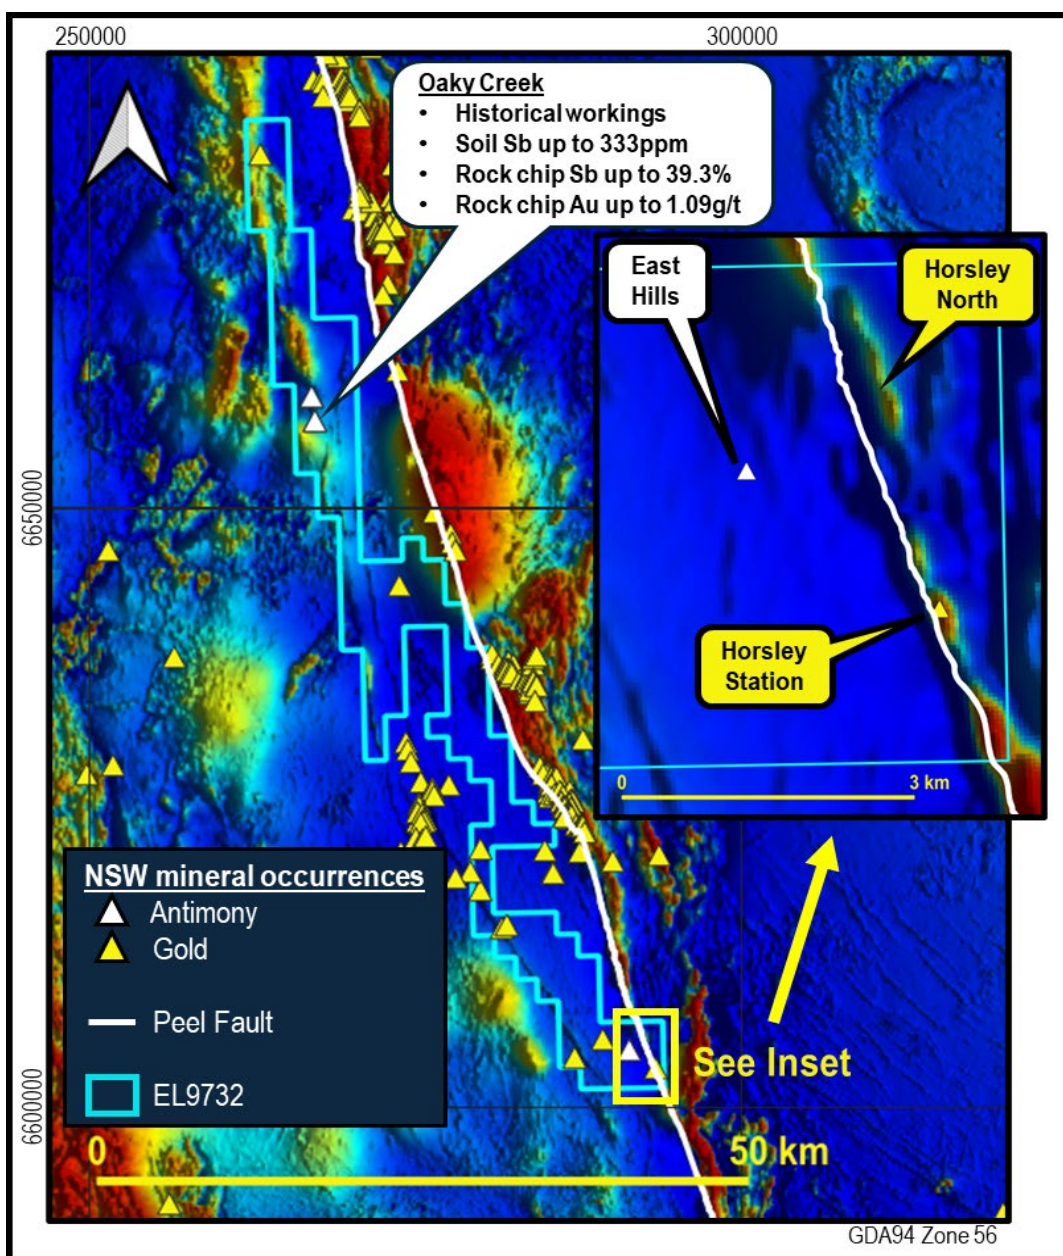 250000
300000
Oaky Creek
• Historical workings
• Soil Sb up to 333ppm
• Rock chip Sb up to 39.3%
• Rock chip Au up to 1.09g/t
East
Hills
Horsley
North
6650000
Horsley
Station
0
3 km
NSW mineral occurrences
Antimony
Gold
Peel Fault
EL9732
See Inset
6600000
0
50 km
GDA94 Zone 56